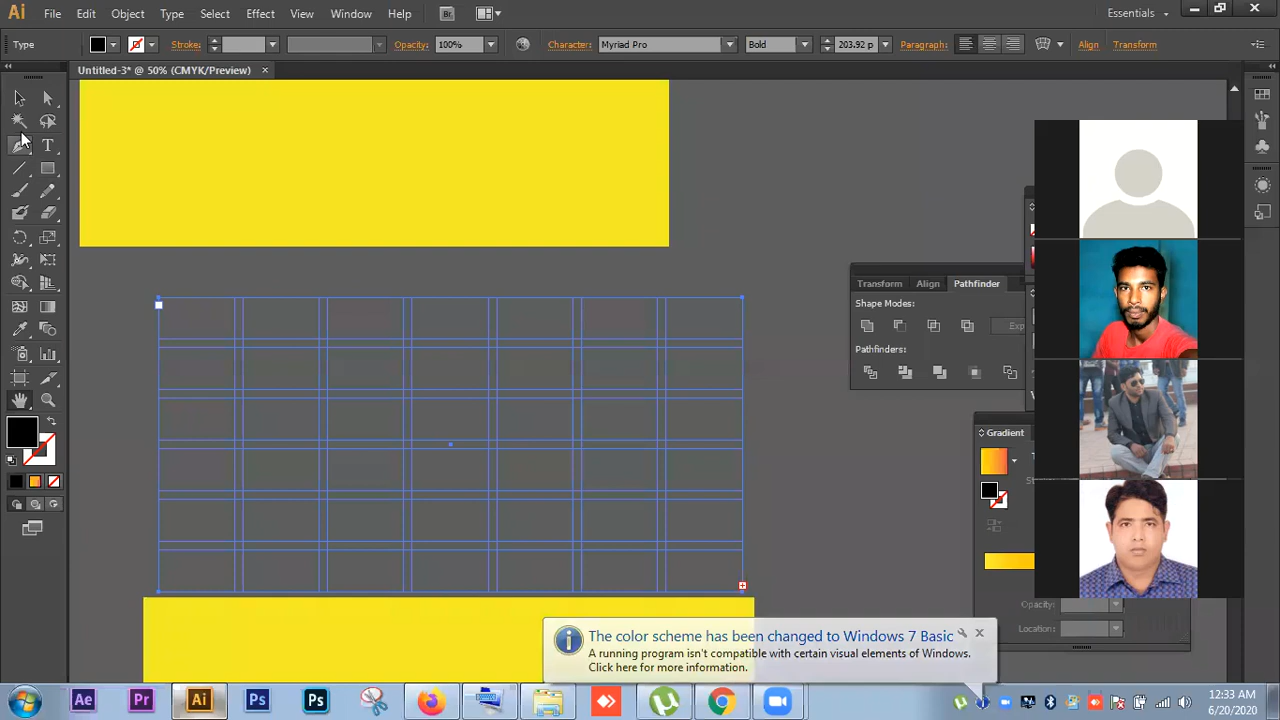 Ai File Edit Object Type Select Effect View Window Help Br Essentials
Type Stroke: Opacity: 100% Character: Myriad Pro Bold 203.92 p Paragraph: Align Transform
Untitled-3* @ 50% (CMYK/Preview)
T
Transform Align Pathfinder
Shape Modes:
Exp
Pathfinders:
Gradient
Opacity:
Location:
The color scheme has been changed to Windows 7 Basic
A running program isn't compatible with certain visual elements of Windows.
Click here for more information.
Ae Pr Ai Ps Ps
12:33 AM
6/20/2020